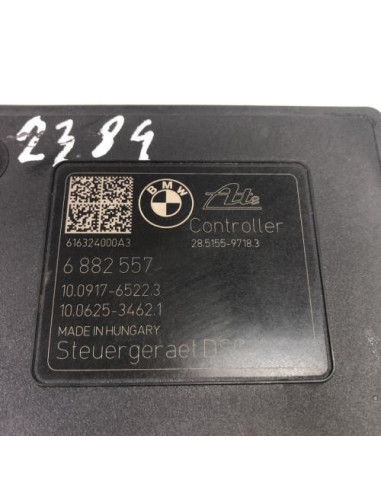 2384
BMW
Ate
Controller
616324000A3
28.5155-9718.3
6 882 557
10.0917-6522.3
10.0625-3462.1
MADE IN HUNGARY
Steuergeraet